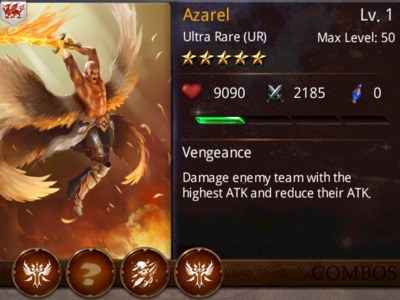 Azarel Lv. 1
Ultra Rare (UR) Max Level: 50
9090 2185 0
Vengeance
Damage enemy team with the
highest ATK and reduce their ATK.
?
COMBOS